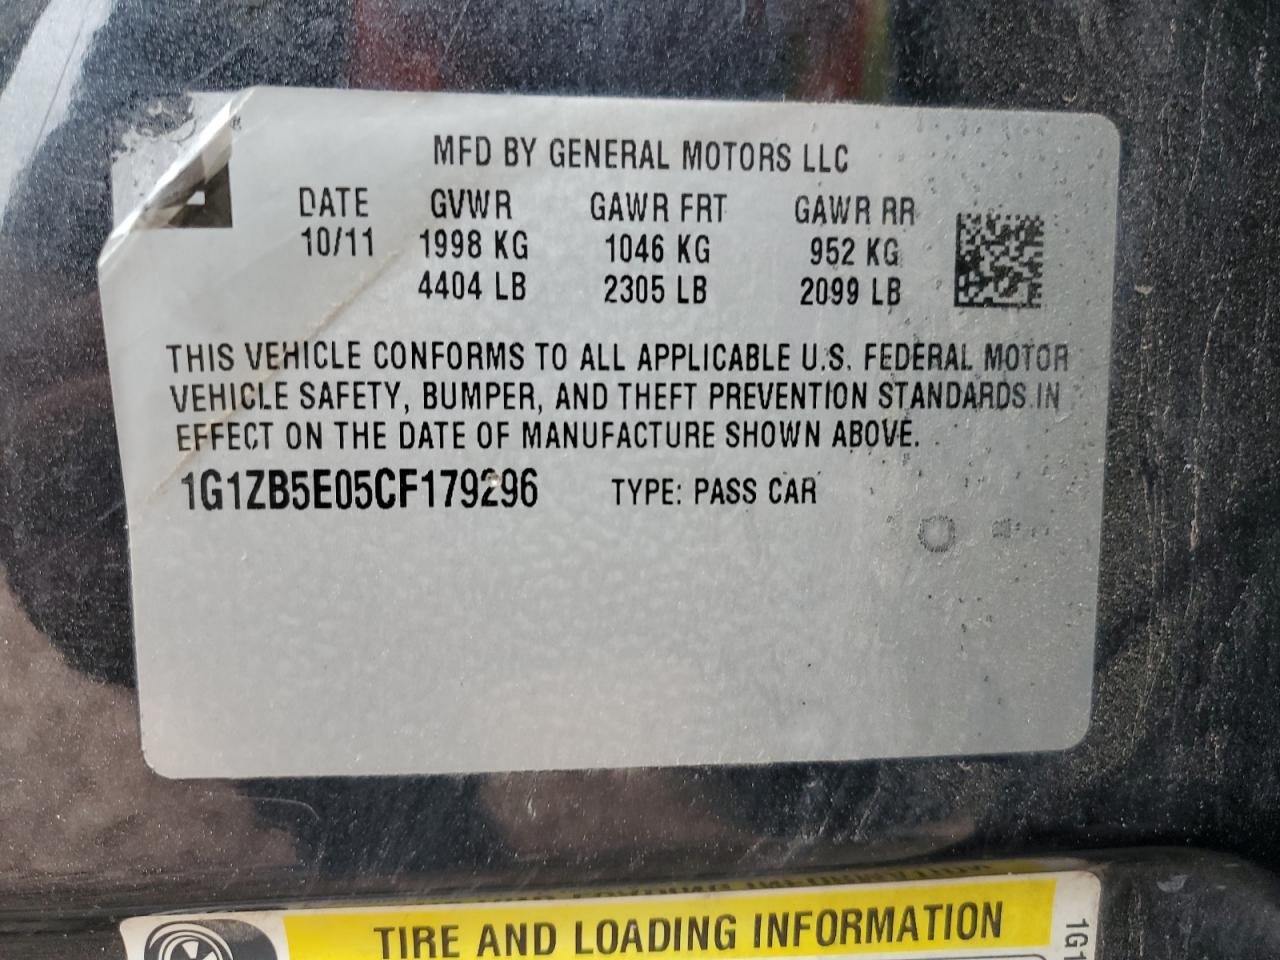 MFD BY GENERAL MOTORS LLC
DATE GVWR GAWR FRT GAWR RR
10/11 1998 KG 1046 KG 952 KG
4404 LB 2305 LB 2099 LB
THIS VEHICLE CONFORMS TO ALL APPLICABLE U.S. FEDERAL MOTOR
VEHICLE SAFETY, BUMPER, AND THEFT PREVENTION STANDARDS IN
EFFECT ON THE DATE OF MANUFACTURE SHOWN ABOVE.
1G1ZB5E05CF179296 TYPE: PASS CAR
TIRE AND LOADING INFORMATION